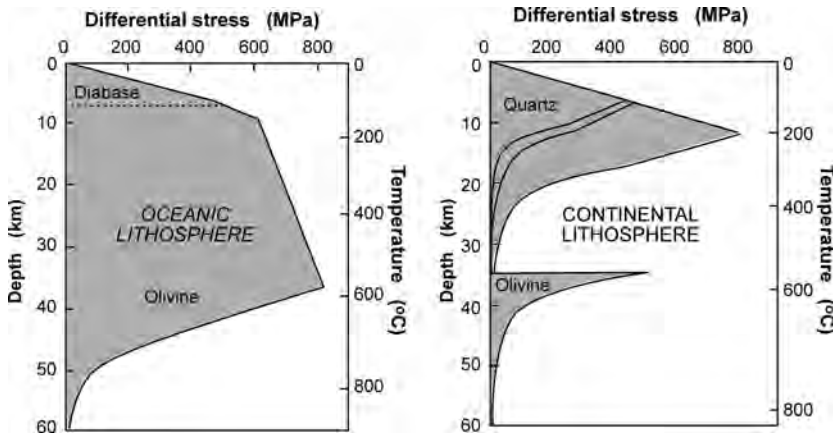 Differential stress (MPa)
0 200 400 600 800
0
10
20
30
40
50
60
Depth (km)
Diabase
OCEANIC
LITHOSPHERE
Olivine
0
200
400
600
800
Temperature (ºC)
Differential stress (MPa)
0 200 400 600 800
0
10
20
30
40
50
60
Depth (km)
Quartz
CONTINENTAL
LITHOSPHERE
Olivine
0
200
400
600
800
Temperature (ºC)